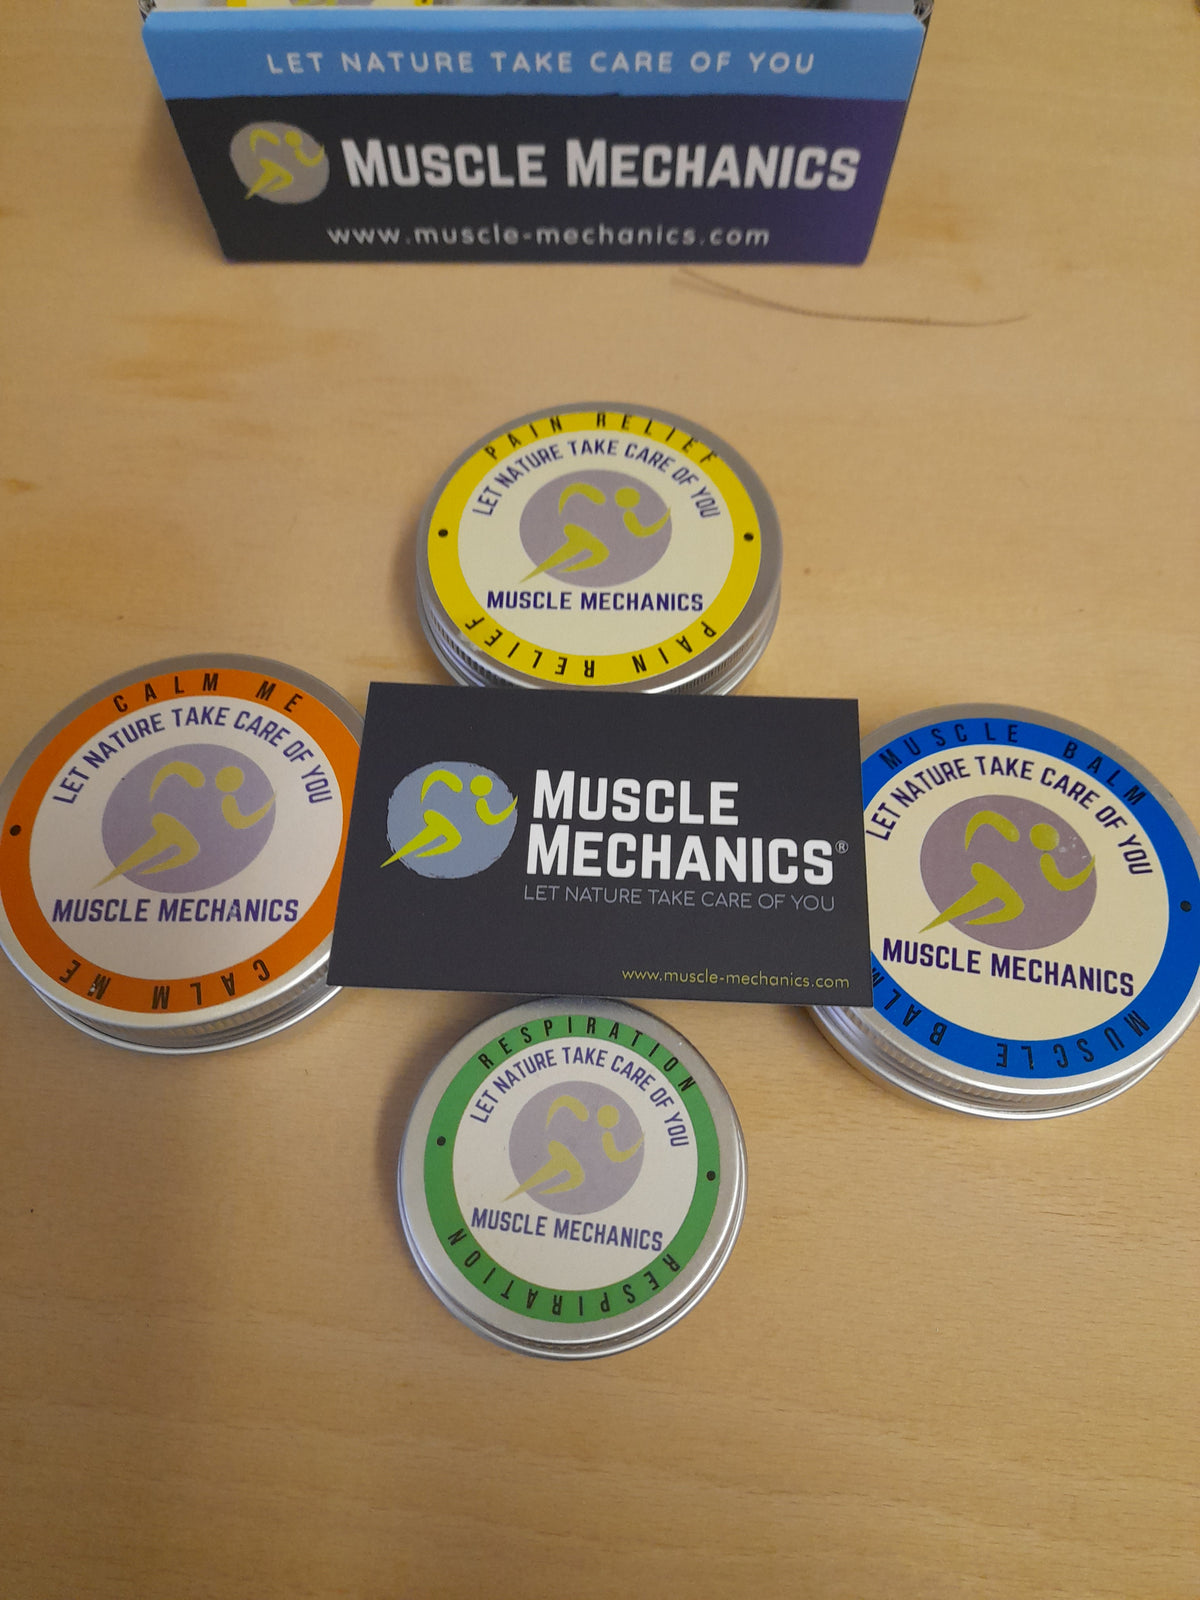 LET NATURE TAKE CARE OF YOU
MUSCLE MECHANICS
www.muscle-mechanics.com
PAIN RELIEF
LET NATURE TAKE CARE OF YOU
MUSCLE MECHANICS
PAIN RELIEF
CALM ME
LET NATURE TAKE CARE OF YOU
MUSCLE MECHANICS
CALM ME
MUSCLE
MECHANICS®
LET NATURE TAKE CARE OF YOU
www.muscle-mechanics.com
MUSCLE BALM
LET NATURE TAKE CARE OF YOU
MUSCLE MECHANICS
MUSCLE BALM
RESPIRATION
LET NATURE TAKE CARE OF YOU
MUSCLE MECHANICS
RESPIRATION